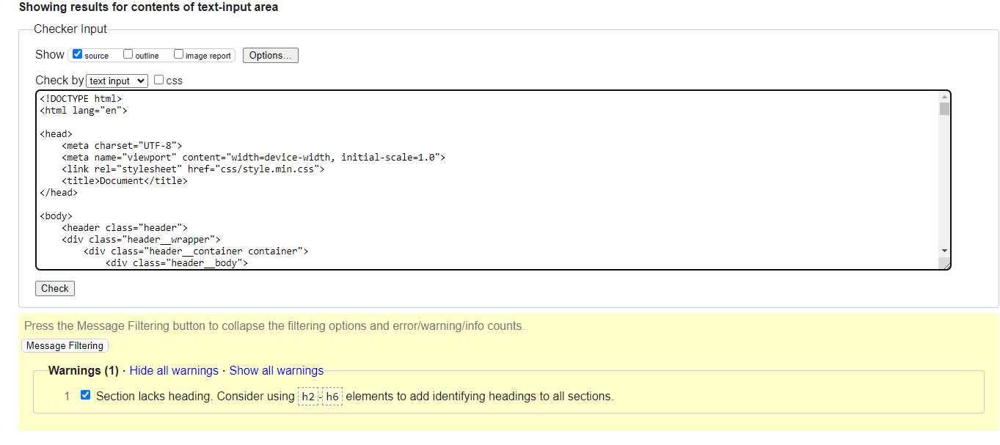 Showing results for contents of text-input area
Checker Input
Show source outline image report Options...
Check by text input css
<!DOCTYPE html>
<html lang="en">
<head>
<meta charset="UTF-8">
<meta name="viewport" content="width=device-width, initial-scale=1.0">
<link rel="stylesheet" href="css/style.min.css">
<title>Document</title>
</head>
<body>
<header class="header">
<div class="header__wrapper">
<div class="header__container container">
<div class="header__body">
Check
Press the Message Filtering button to collapse the filtering options and error/warning/info counts.
Message Filtering
Warnings (1) · Hide all warnings · Show all warnings
1 Section lacks heading. Consider using h2-h6 elements to add identifying headings to all sections.